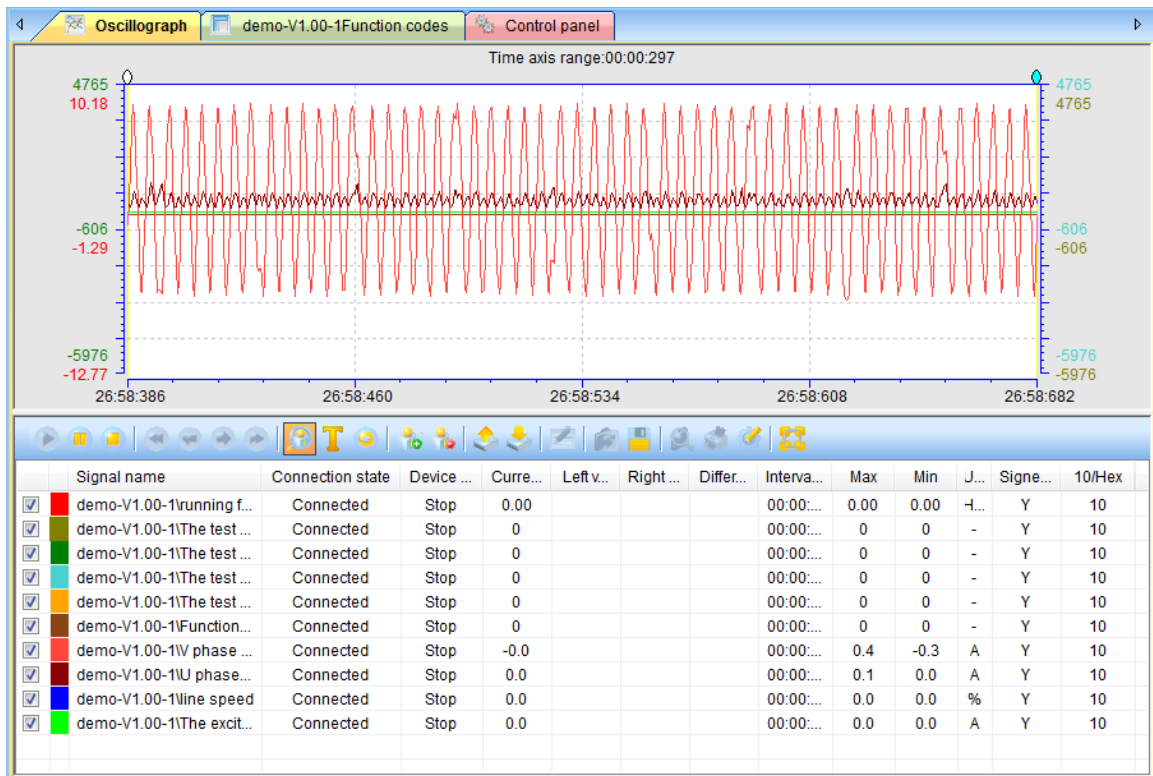 Oscillograph demo-V1.00-1Function codes Control panel
Time axis range:00:00:297
4765 4765
10.18 4765
-606 -606
-1.29 -606
-5976 -5976
-12.77 -5976
26:58:386 26:58:460 26:58:534 26:58:608 26:58:682
Signal name Connection state Device ... Curre... Left v... Right ... Differ... Interva... Max Min J... Signe... 10/Hex
demo-V1.00-1\running f... Connected Stop 0.00 00:00:... 0.00 0.00 H... Y 10
demo-V1.00-1\The test ... Connected Stop 0 00:00:... 0 0 - Y 10
demo-V1.00-1\The test ... Connected Stop 0 00:00:... 0 0 - Y 10
demo-V1.00-1\The test ... Connected Stop 0 00:00:... 0 0 - Y 10
demo-V1.00-1\The test ... Connected Stop 0 00:00:... 0 0 - Y 10
demo-V1.00-1\Function... Connected Stop 0 00:00:... 0 0 - Y 10
demo-V1.00-1\V phase ... Connected Stop -0.0 00:00:... 0.4 -0.3 A Y 10
demo-V1.00-1\U phase... Connected Stop 0.0 00:00:... 0.1 0.0 A Y 10
demo-V1.00-1\line speed Connected Stop 0.0 00:00:... 0.0 0.0 % Y 10
demo-V1.00-1\The excit... Connected Stop 0.0 00:00:... 0.0 0.0 A Y 10